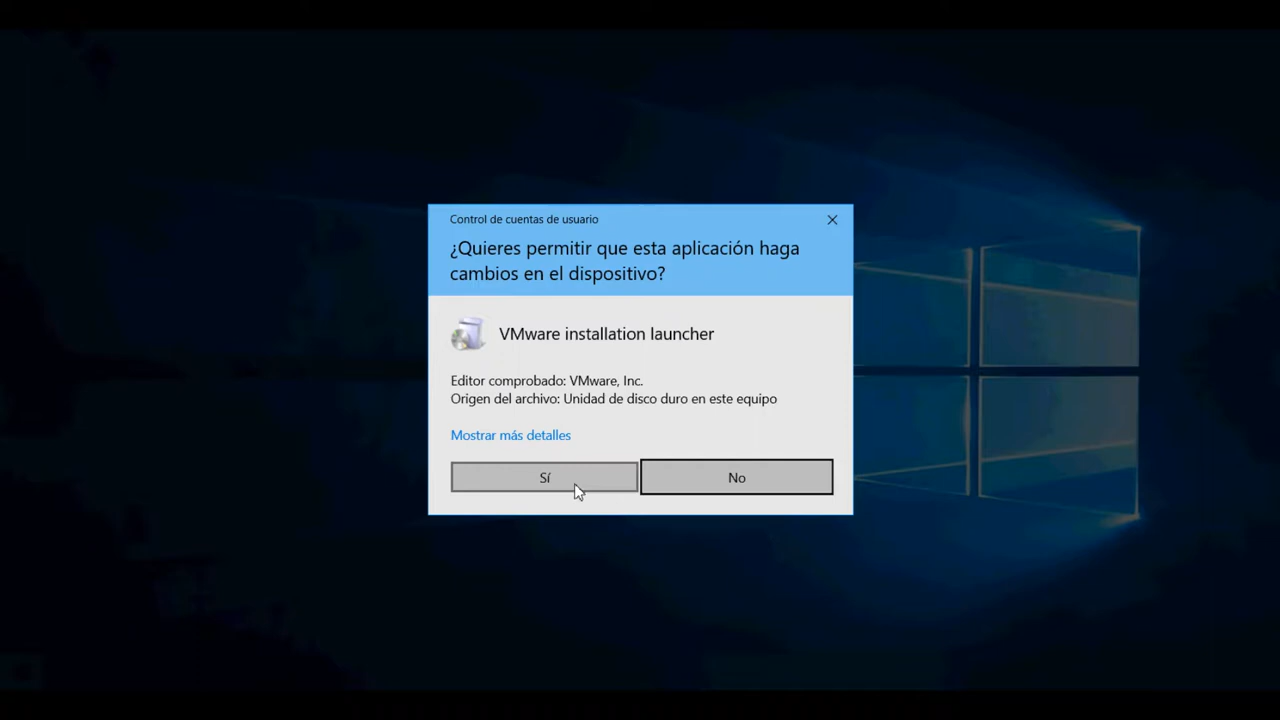 Control de cuentas de usuario
¿Quieres permitir que esta aplicación haga
cambios en el dispositivo?
VMware installation launcher
Editor comprobado: VMware, Inc.
Origen del archivo: Unidad de disco duro en este equipo
Mostrar más detalles
Sí
No